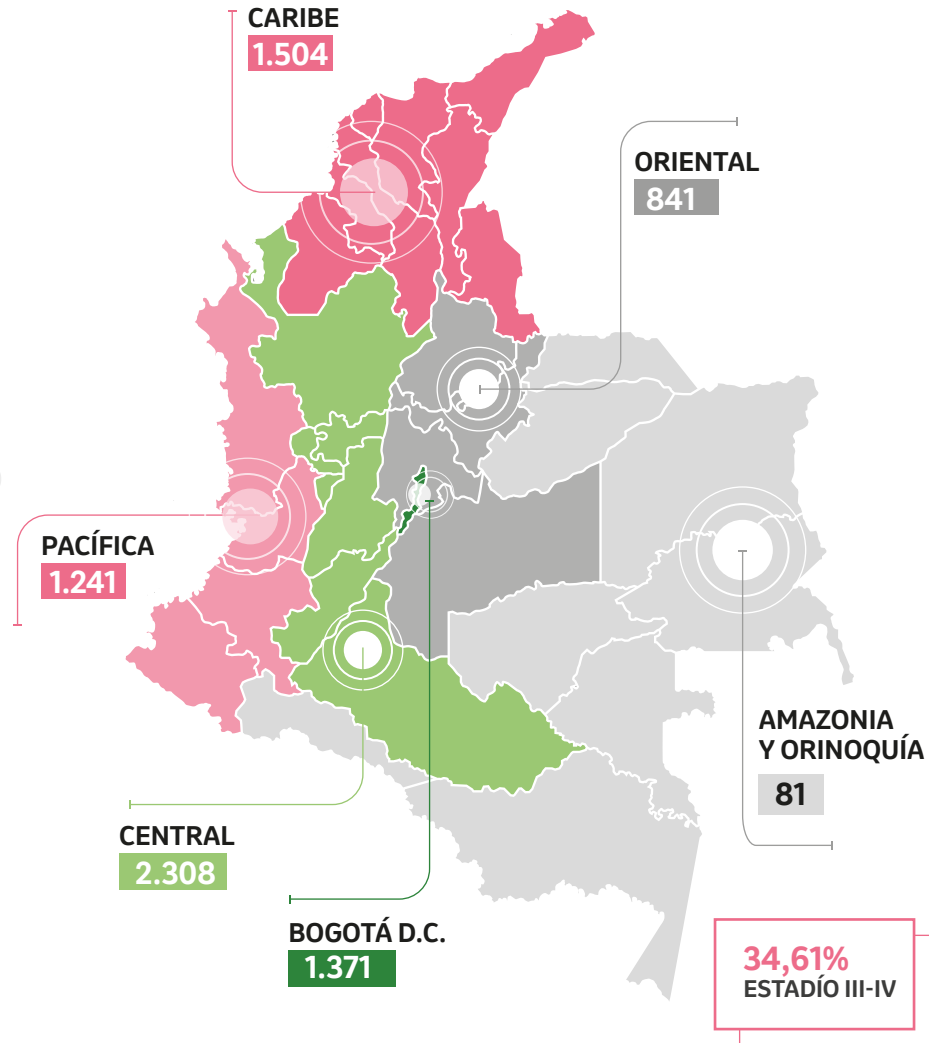 CARIBE
1.504
ORIENTAL
841
PACÍFICA
1.241
AMAZONIA
Y ORINOQUÍA
81
CENTRAL
2.308
BOGOTÁ D.C.
1.371
34,61%
ESTADÍO III-IV